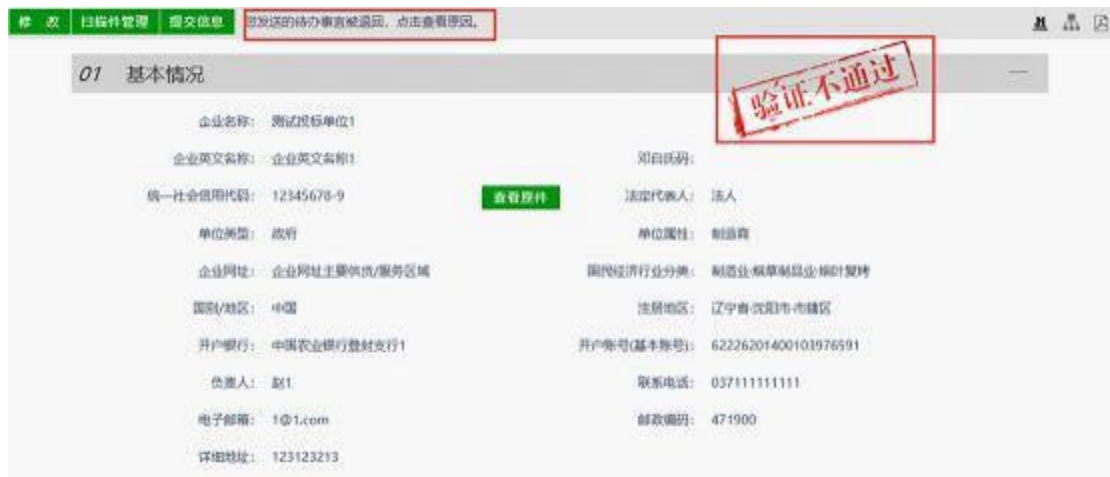 修 改 扫描件管理 提交信息 您发送的待办事宜被退回，点击查看原因。
01 基本情况
验证不通过
企业名称： 测试投标单位1
企业英文名称： 企业英文名称1 邓白氏码：
统一社会信用代码： 12345678-9 查看原件 法定代表人： 法人
单位类型： 政府 单位属性： 制造商
企业网址： 企业网址主要供货/服务区域 国民经济行业分类： 制造业-烟草制品业-烟叶复烤
国别/地区： 中国 注册地区： 辽宁省·沈阳市·市辖区
开户银行： 中国农业银行登封支行1 开户账号(基本账号)： 62226201400103976591
负责人： 赵1 联系电话： 037111111111
电子邮箱： 1@1.com 邮政编码： 471900
详细地址： 123123213